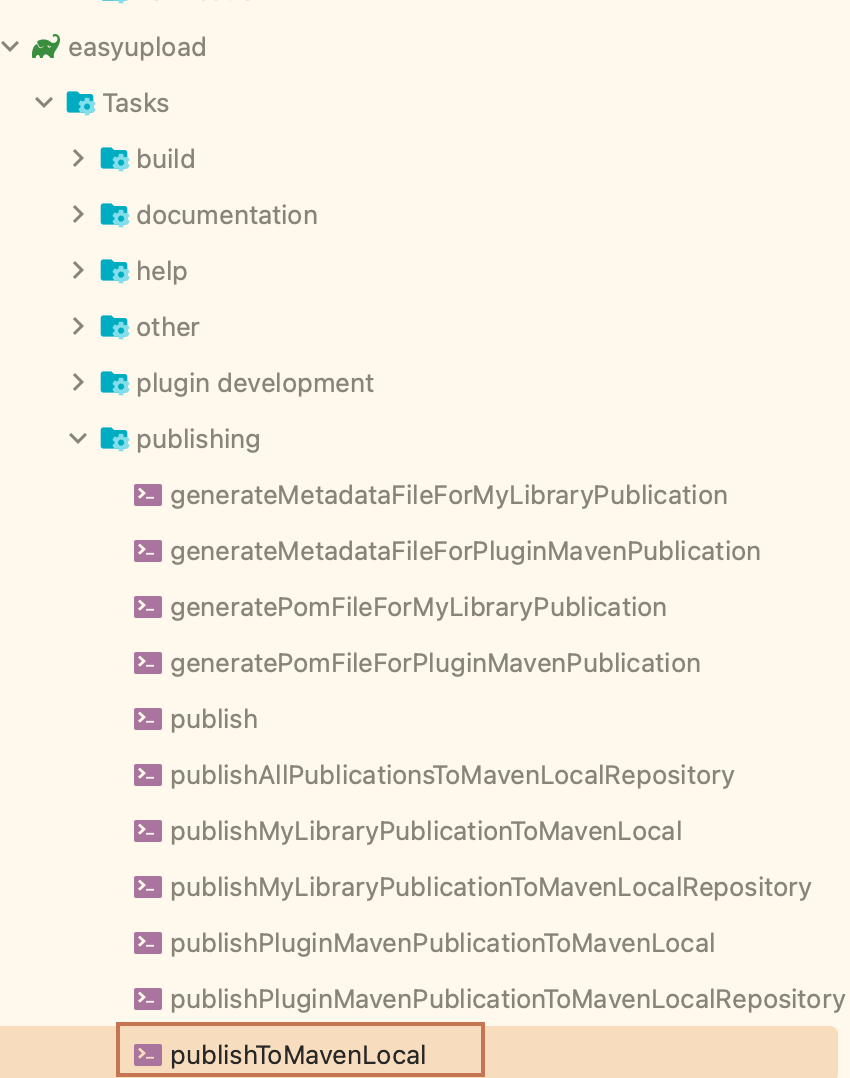 easyupload
Tasks
build
documentation
help
other
plugin development
publishing
generateMetadataFileForMyLibraryPublication
generateMetadataFileForPluginMavenPublication
generatePomFileForMyLibraryPublication
generatePomFileForPluginMavenPublication
publish
publishAllPublicationsToMavenLocalRepository
publishMyLibraryPublicationToMavenLocal
publishMyLibraryPublicationToMavenLocalRepository
publishPluginMavenPublicationToMavenLocal
publishPluginMavenPublicationToMavenLocalRepository
publishToMavenLocal